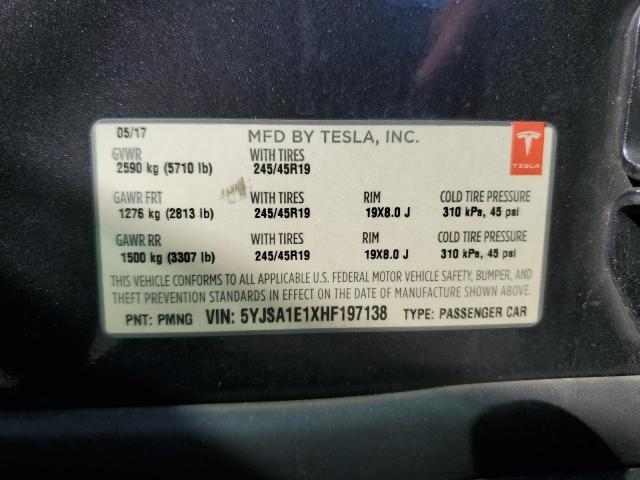 05/17 MFD BY TESLA, INC.
GVWR WITH TIRES
2590 kg (5710 lb) 245/45R19
TESLA
GAWR FRT WITH TIRES RIM COLD TIRE PRESSURE
1276 kg (2813 lb) 245/45R19 19X8.0 J 310 kPa, 45 psi
GAWR RR WITH TIRES RIM COLD TIRE PRESSURE
1500 kg (3307 lb) 245/45R19 19X8.0 J 310 kPa, 45 psi
THIS VEHICLE CONFORMS TO ALL APPLICABLE U.S. FEDERAL MOTOR VEHICLE SAFETY, BUMPER, AND
THEFT PREVENTION STANDARDS IN EFFECT ON THE DATE OF MANUFACTURE SHOWN ABOVE.
PNT: PMNG VIN: 5YJSA1E1XHF197138 TYPE: PASSENGER CAR